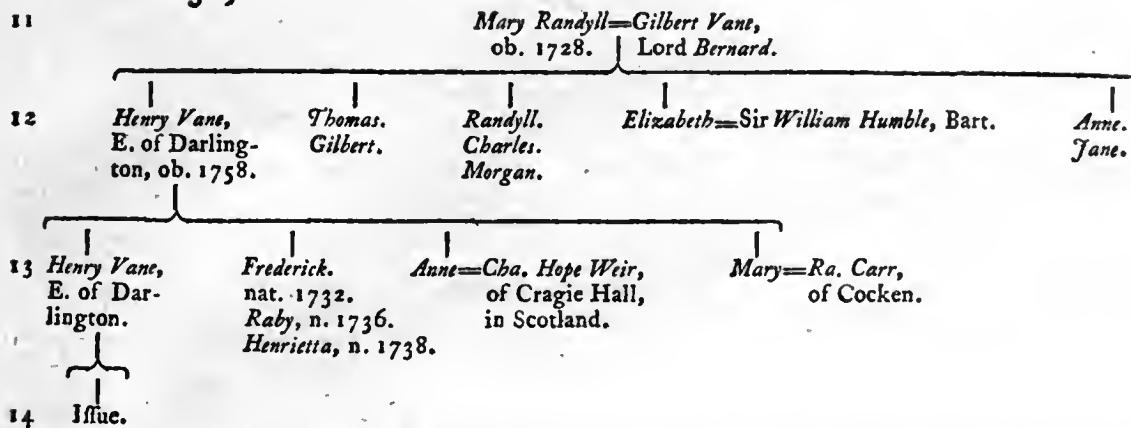 11 Mary Randyll=Gilbert Vane,
ob. 1728. Lord Bernard.
12 Henry Vane, Thomas. Randyll. Elizabeth=Sir William Humble, Bart. Anne.
E. of Darling- Gilbert. Charles. Jane.
ton, ob. 1758. Morgan.
13 Henry Vane, Frederick. Anne=Cha. Hope Weir, Mary=Ra. Carr,
E. of Dar- nat. 1732. of Cragie Hall, of Cocken.
lington. Raby, n. 1736. in Scotland.
Henrietta, n. 1738.
14 Iſſue.